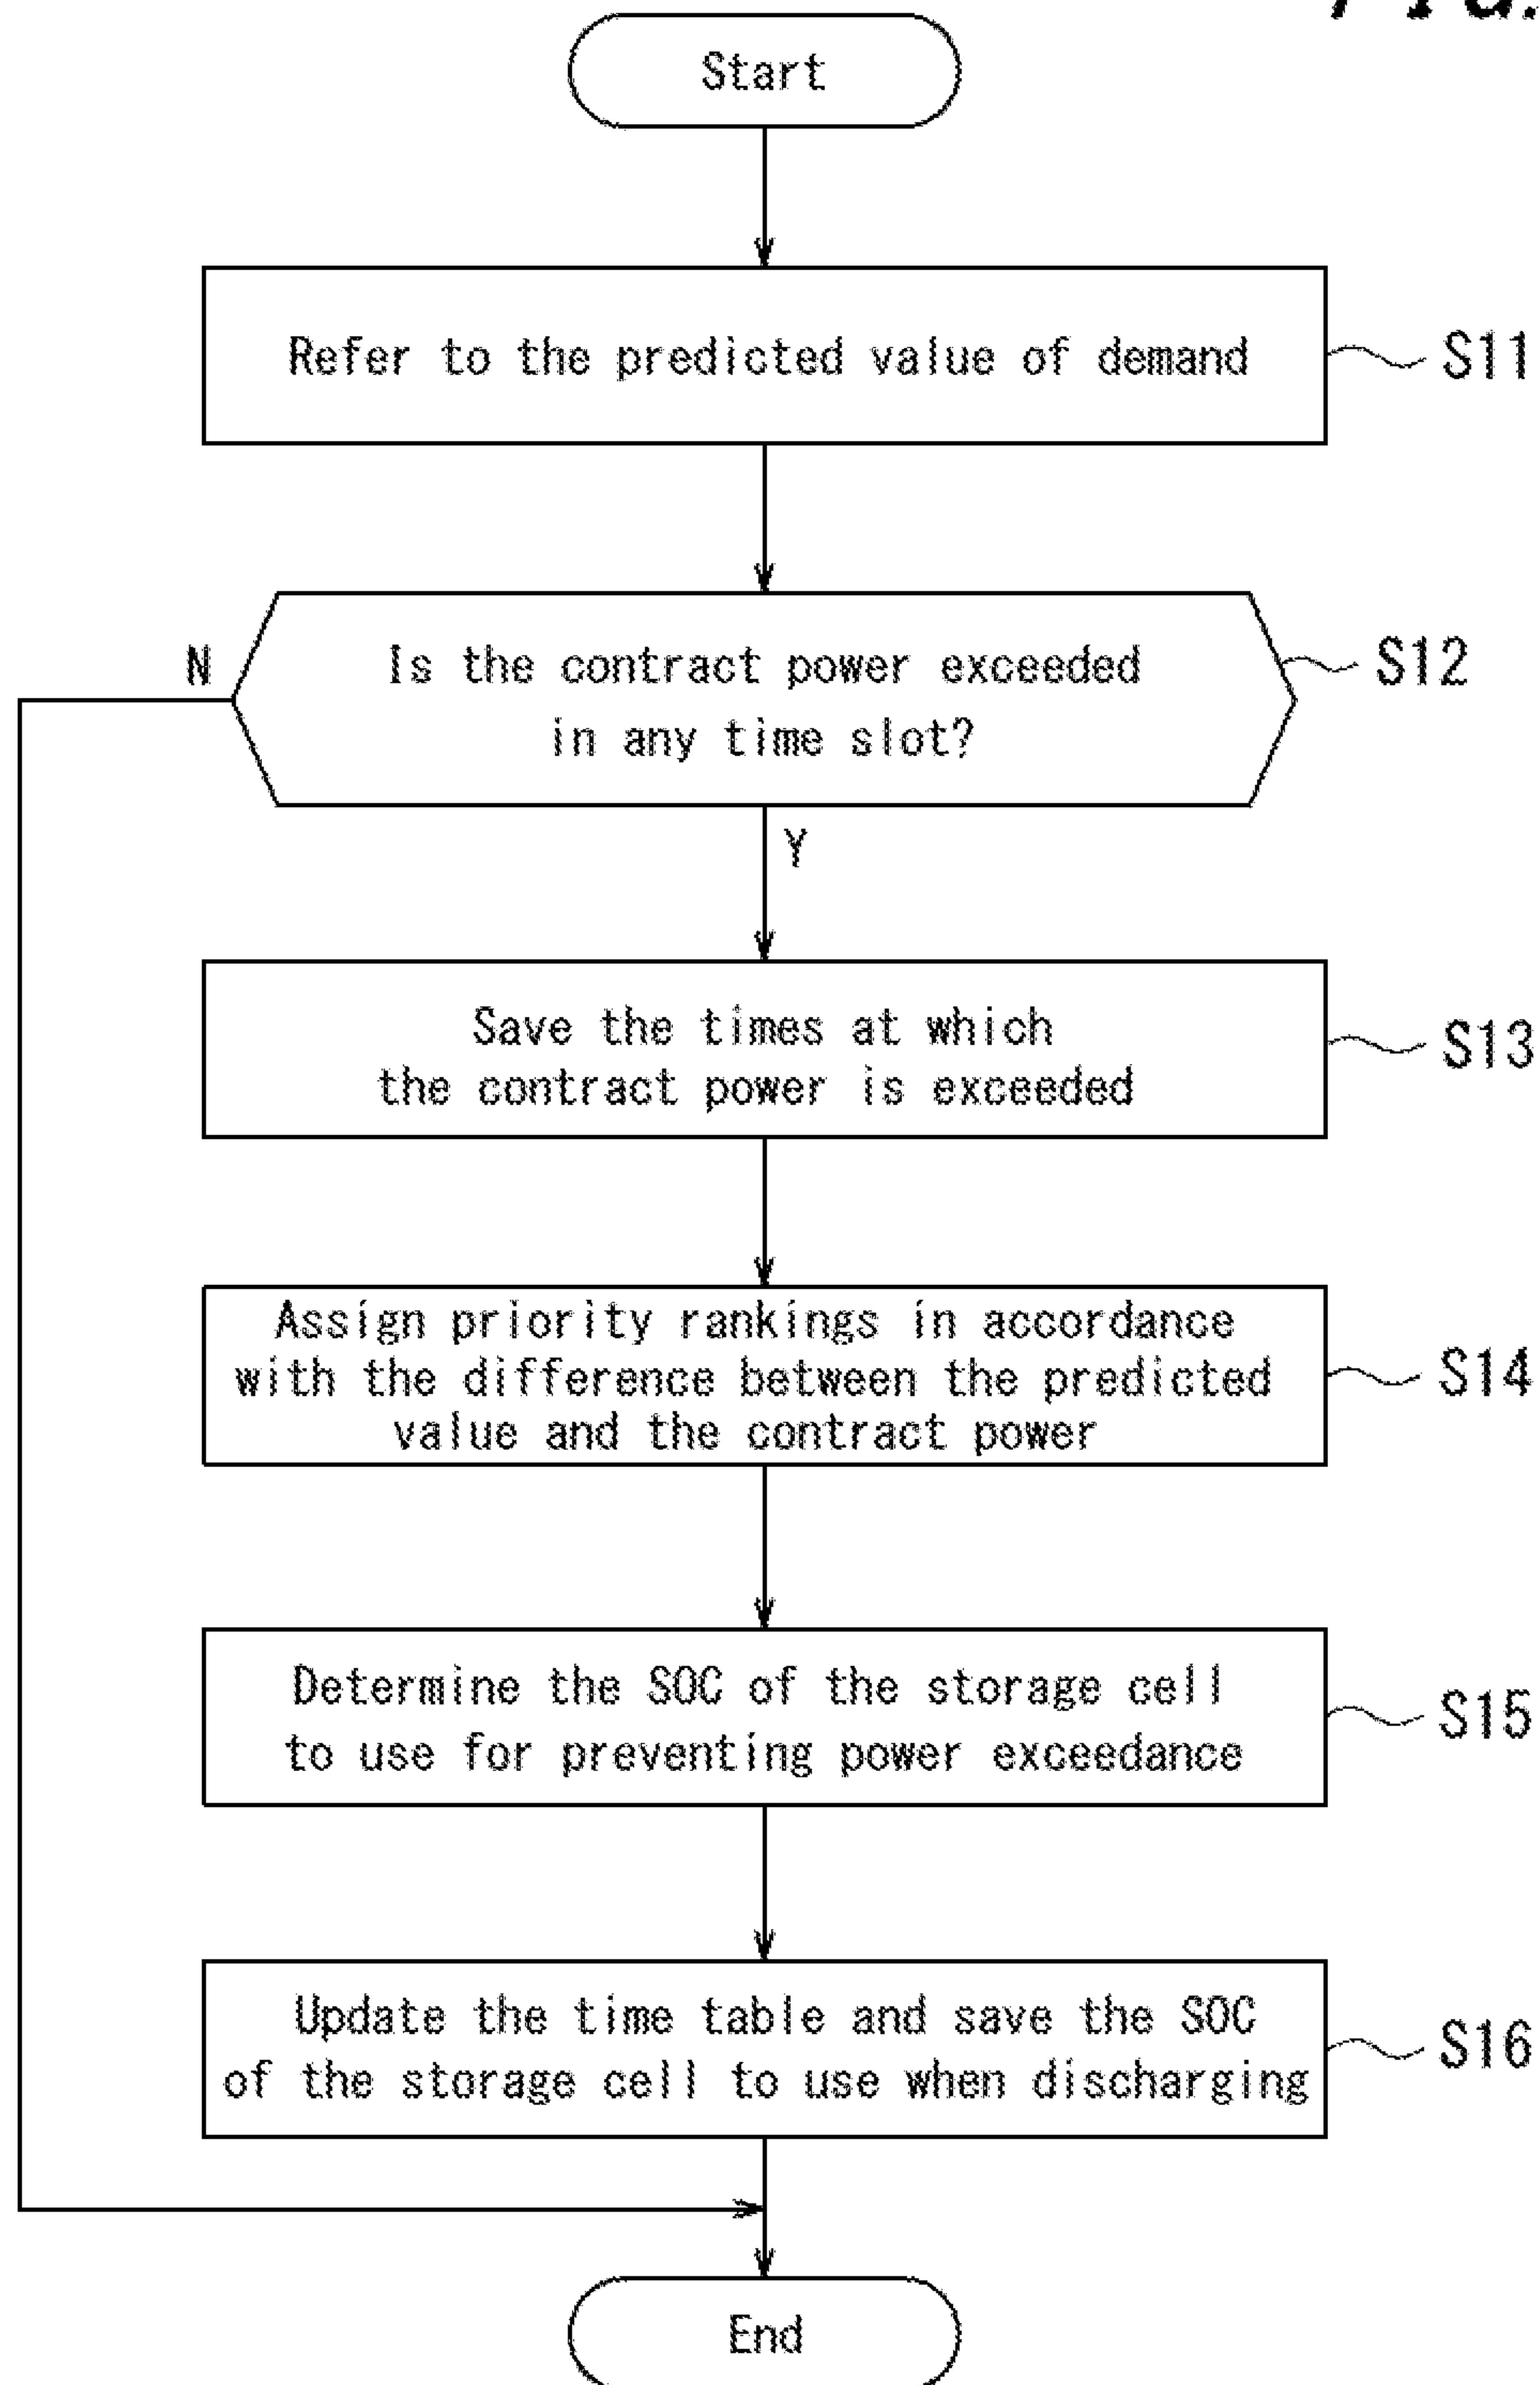 Start
Refer to the predicted value of demand
S11
Is the contract power exceeded
in any time slot?
S12
N
Y
Save the times at which
the contract power is exceeded
S13
Assign priority rankings in accordance
with the difference between the predicted
value and the contract power
S14
Determine the SOC of the storage cell
to use for preventing power exceedance
S15
Update the time table and save the SOC
of the storage cell to use when discharging
S16
End